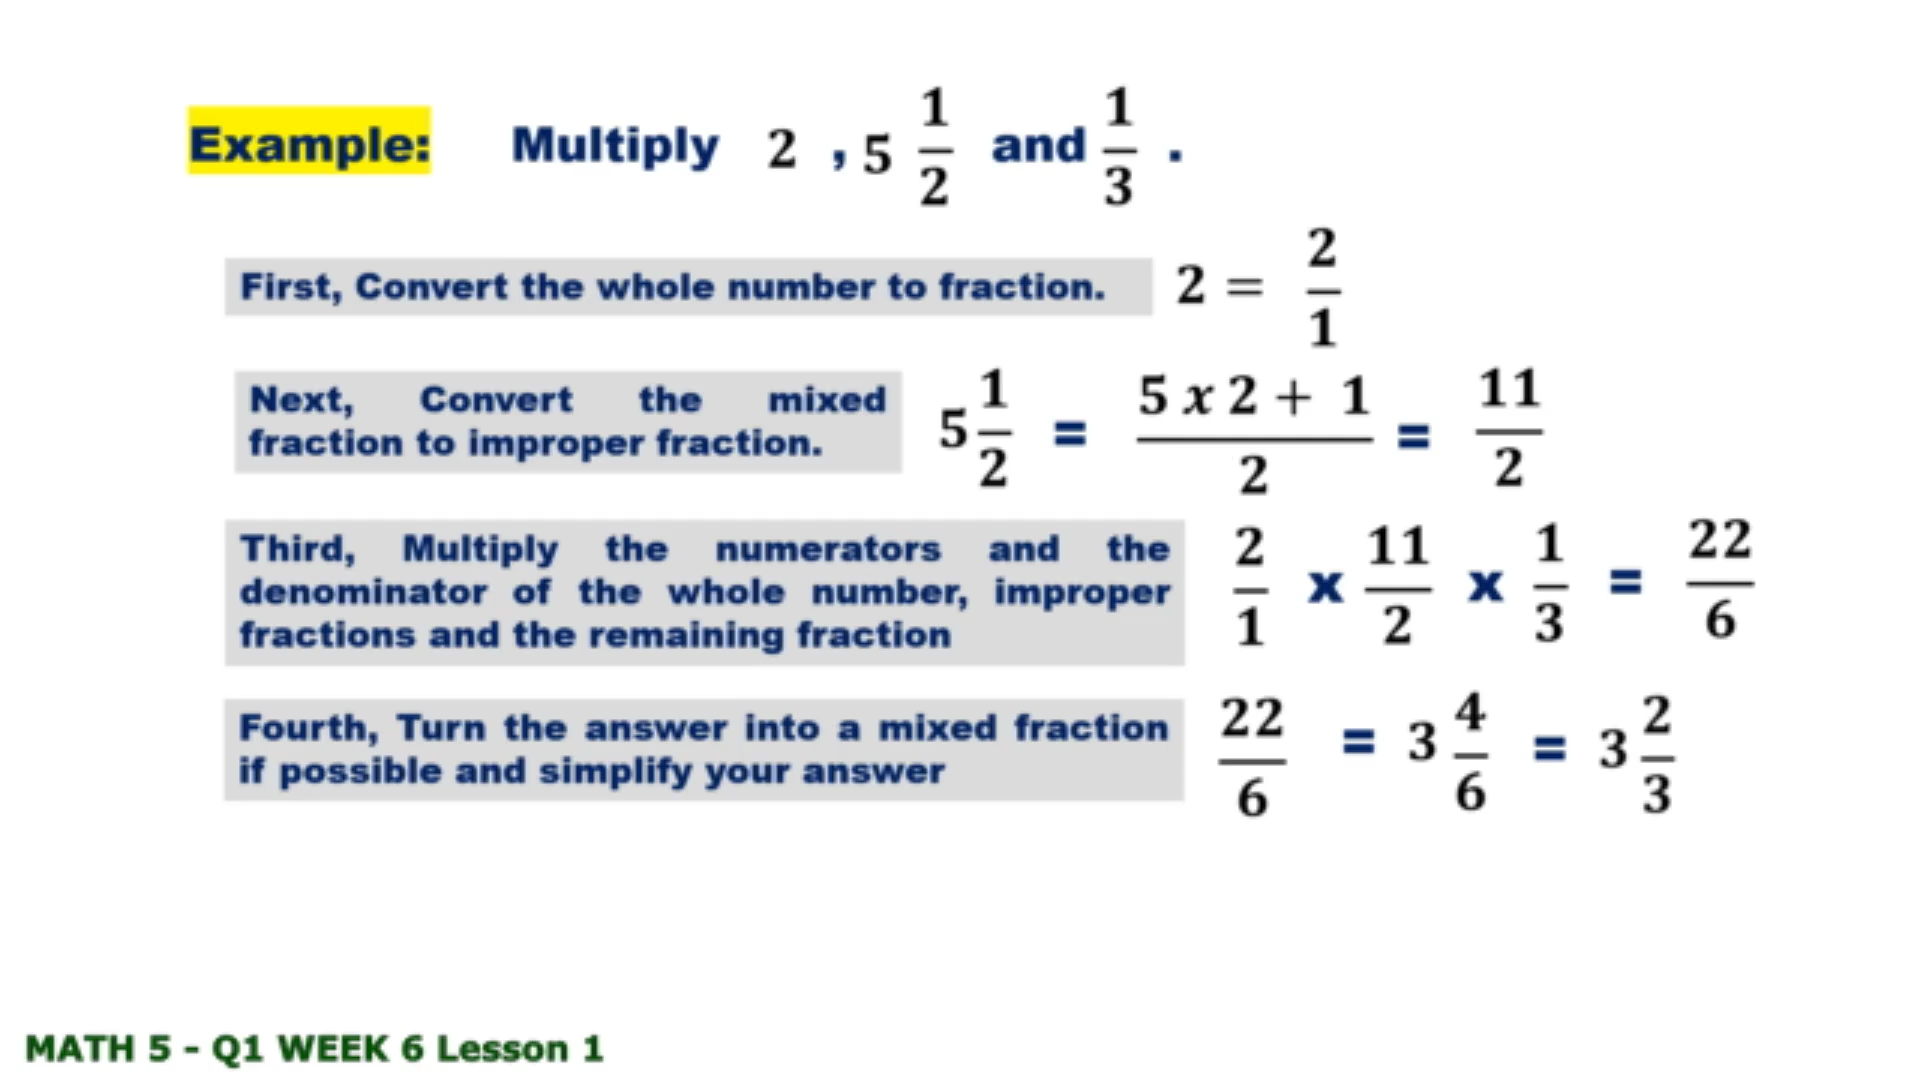 Example: Multiply 2 , 5 1/2 and 1/3 .
First, Convert the whole number to fraction. 2 = 2/1
Next, Convert the mixed
fraction to improper fraction.
5 1/2 = (5 x 2 + 1)/2 = 11/2
Third, Multiply the numerators and the
denominator of the whole number, improper
fractions and the remaining fraction
2/1 x 11/2 x 1/3 = 22/6
Fourth, Turn the answer into a mixed fraction
if possible and simplify your answer
22/6 = 3 4/6 = 3 2/3
MATH 5 - Q1 WEEK 6 Lesson 1